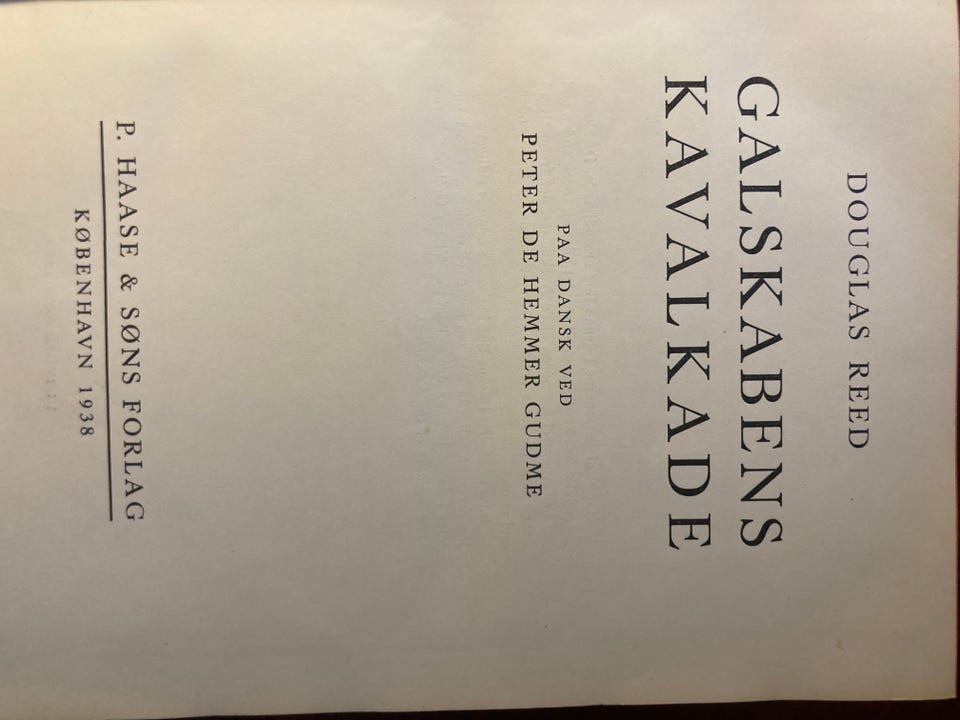 DOUGLAS REED
GALSKABENS
KAVALKADE
PAA DANSK VED
PETER DE HEMMER GUDME
P. HAASE & SØNS FORLAG
KØBENHAVN 1938